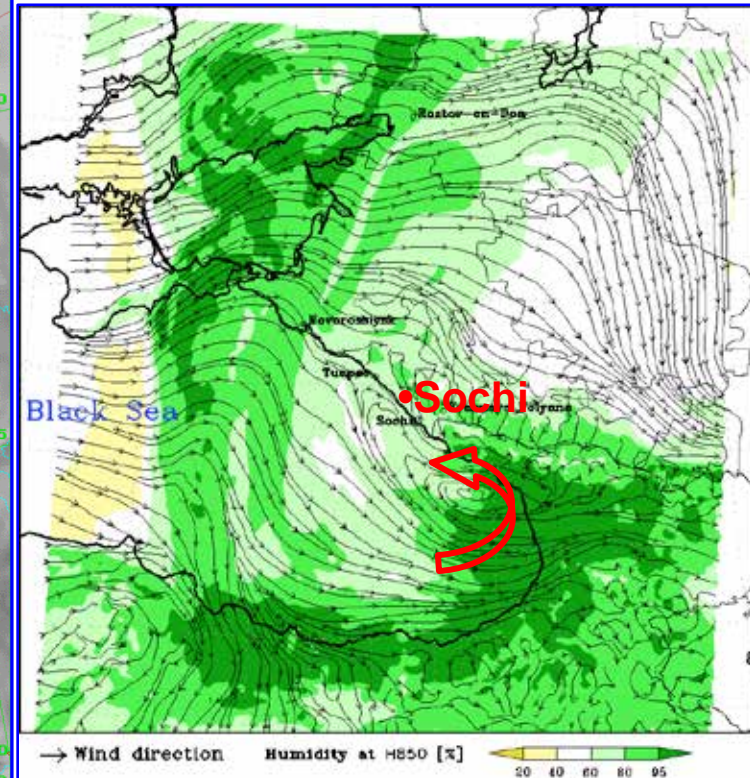 Rostov-on-Don
Novorossiysk
Tuapse
•Sochi
Black Sea
Sochi
→ Wind direction Humidity at H850 [%]
20 40 60 80 95